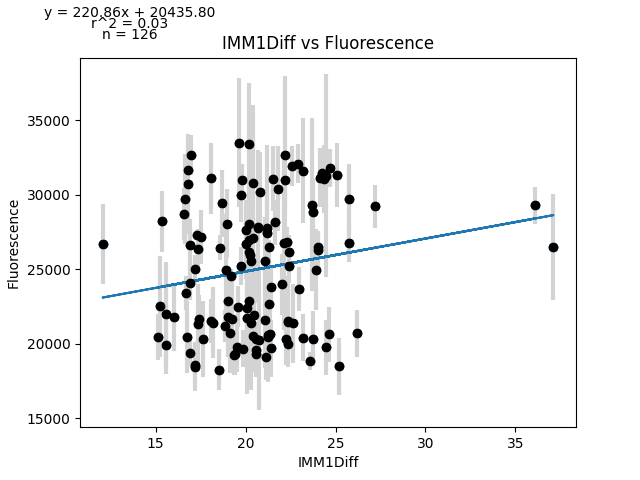 y = 220.86x + 20435.80
r^2 = 0.03
n = 126
IMM1Diff vs Fluorescence
35000
30000
25000
20000
15000
Fluorescence
15 20 25 30 35
IMM1Diff